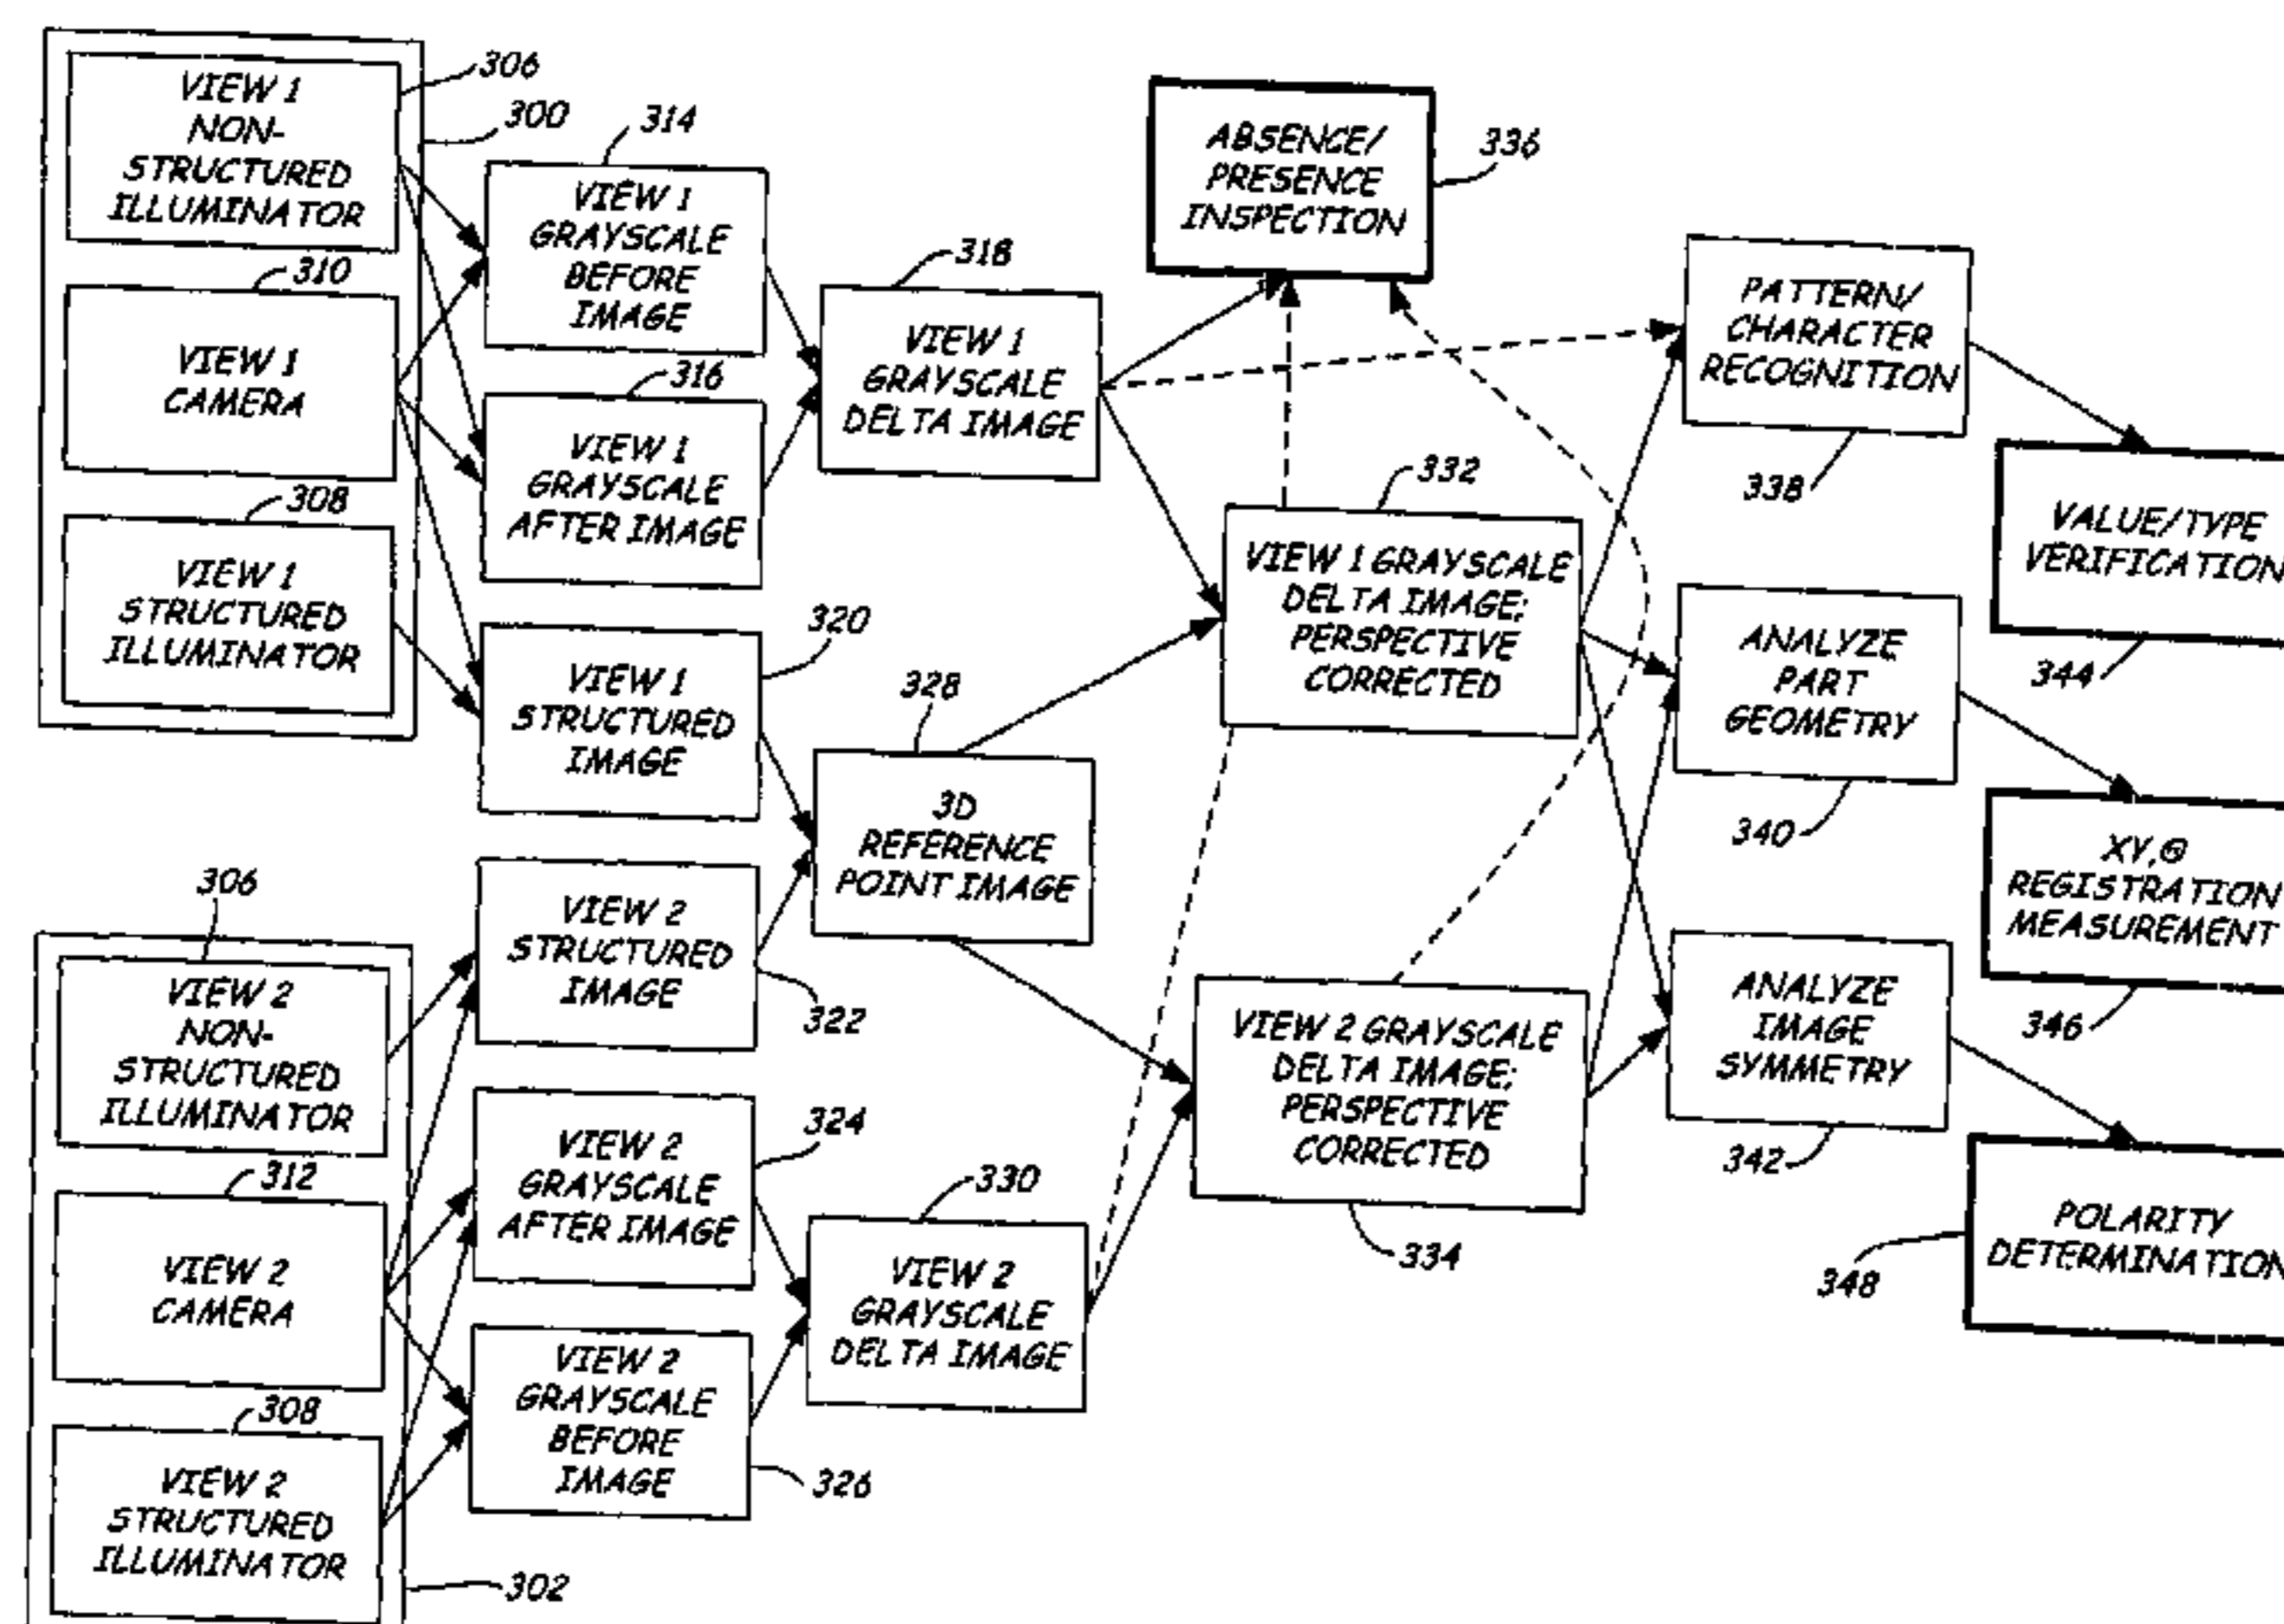 VIEW 1
NON-
STRUCTURED
ILLUMINATOR
306
300
310
VIEW 1
CAMERA
308
VIEW 1
STRUCTURED
ILLUMINATOR
314
VIEW 1
GRAYSCALE
BEFORE
IMAGE
316
VIEW 1
GRAYSCALE
AFTER IMAGE
320
VIEW 1
STRUCTURED
IMAGE
318
VIEW 1
GRAYSCALE
DELTA IMAGE
328
3D
REFERENCE
POINT IMAGE
306
VIEW 2
NON-
STRUCTURED
ILLUMINATOR
312
VIEW 2
CAMERA
308
VIEW 2
STRUCTURED
ILLUMINATOR
302
VIEW 2
STRUCTURED
IMAGE
322
VIEW 2
GRAYSCALE
AFTER IMAGE
324
VIEW 2
GRAYSCALE
BEFORE
IMAGE
326
330
VIEW 2
GRAYSCALE
DELTA IMAGE
ABSENCE/
PRESENCE
INSPECTION
336
332
VIEW 1 GRAYSCALE
DELTA IMAGE;
PERSPECTIVE
CORRECTED
VIEW 2 GRAYSCALE
DELTA IMAGE;
PERSPECTIVE
CORRECTED
334
PATTERN/
CHARACTER
RECOGNITION
338
ANALYZE
PART
GEOMETRY
340
ANALYZE
IMAGE
SYMMETRY
342
VALUE/TYPE
VERIFICATION
344
XY,Θ
REGISTRATION
MEASUREMENT
346
POLARITY
DETERMINATION
348